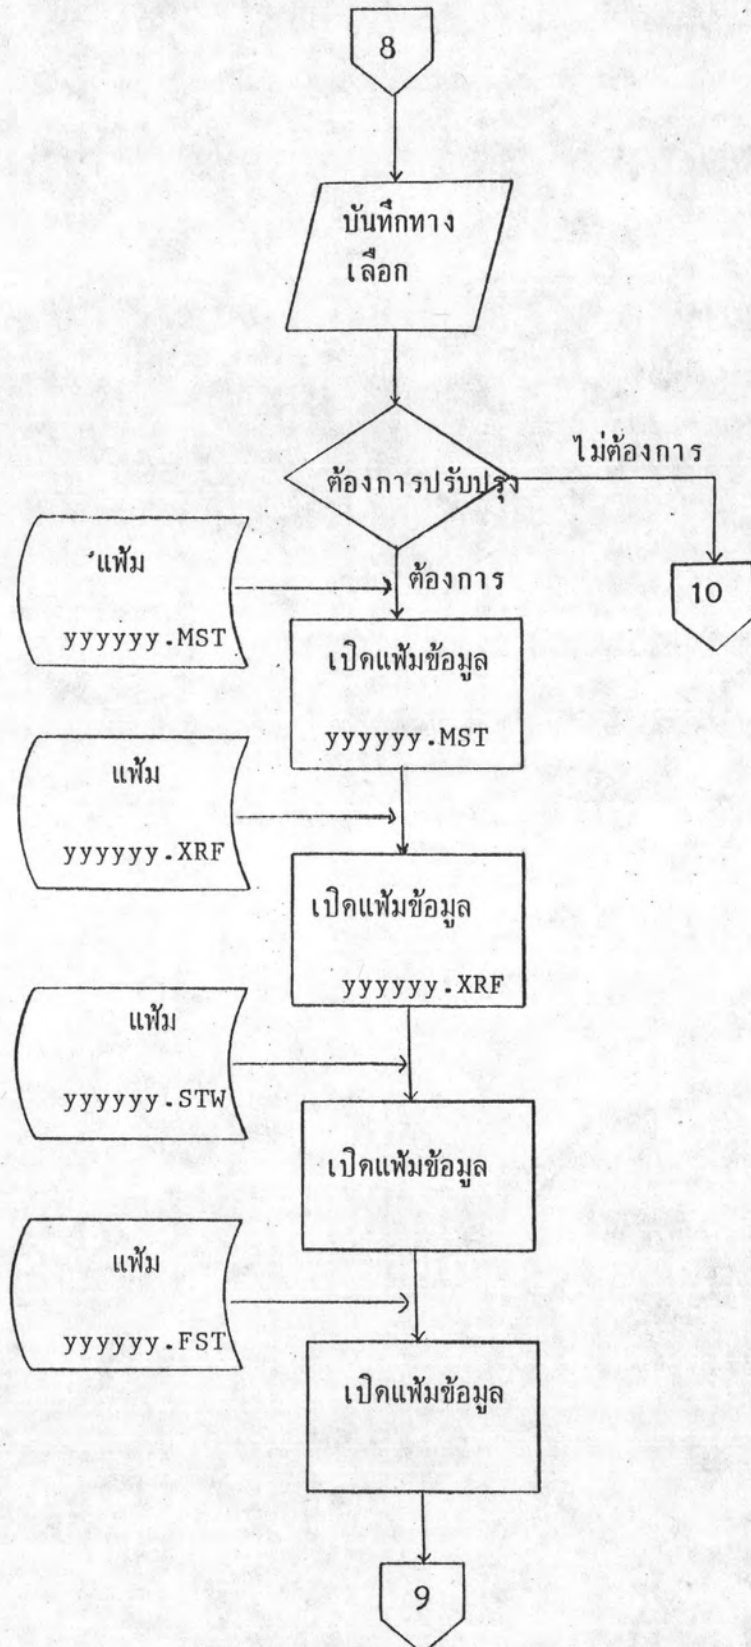 8
บันทึกทาง
เลือก
ต้องการปรับปรุง
ไม่ต้องการ
10
ต้องการ
แฟ้ม
yyyyyy.MST
เปิดแฟ้มข้อมูล
yyyyyy.MST
แฟ้ม
yyyyyy.XRF
เปิดแฟ้มข้อมูล
yyyyyy.XRF
แฟ้ม
yyyyyy.STW
เปิดแฟ้มข้อมูล
แฟ้ม
yyyyyy.FST
เปิดแฟ้มข้อมูล
9